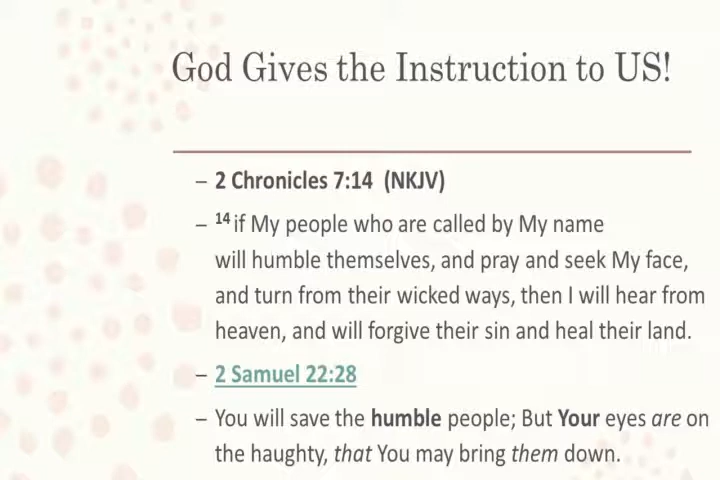 God Gives the Instruction to US!
– 2 Chronicles 7:14 (NKJV)
– 14 if My people who are called by My name
will humble themselves, and pray and seek My face,
and turn from their wicked ways, then I will hear from
heaven, and will forgive their sin and heal their land.
– 2 Samuel 22:28
– You will save the humble people; But Your eyes are on
the haughty, that You may bring them down.